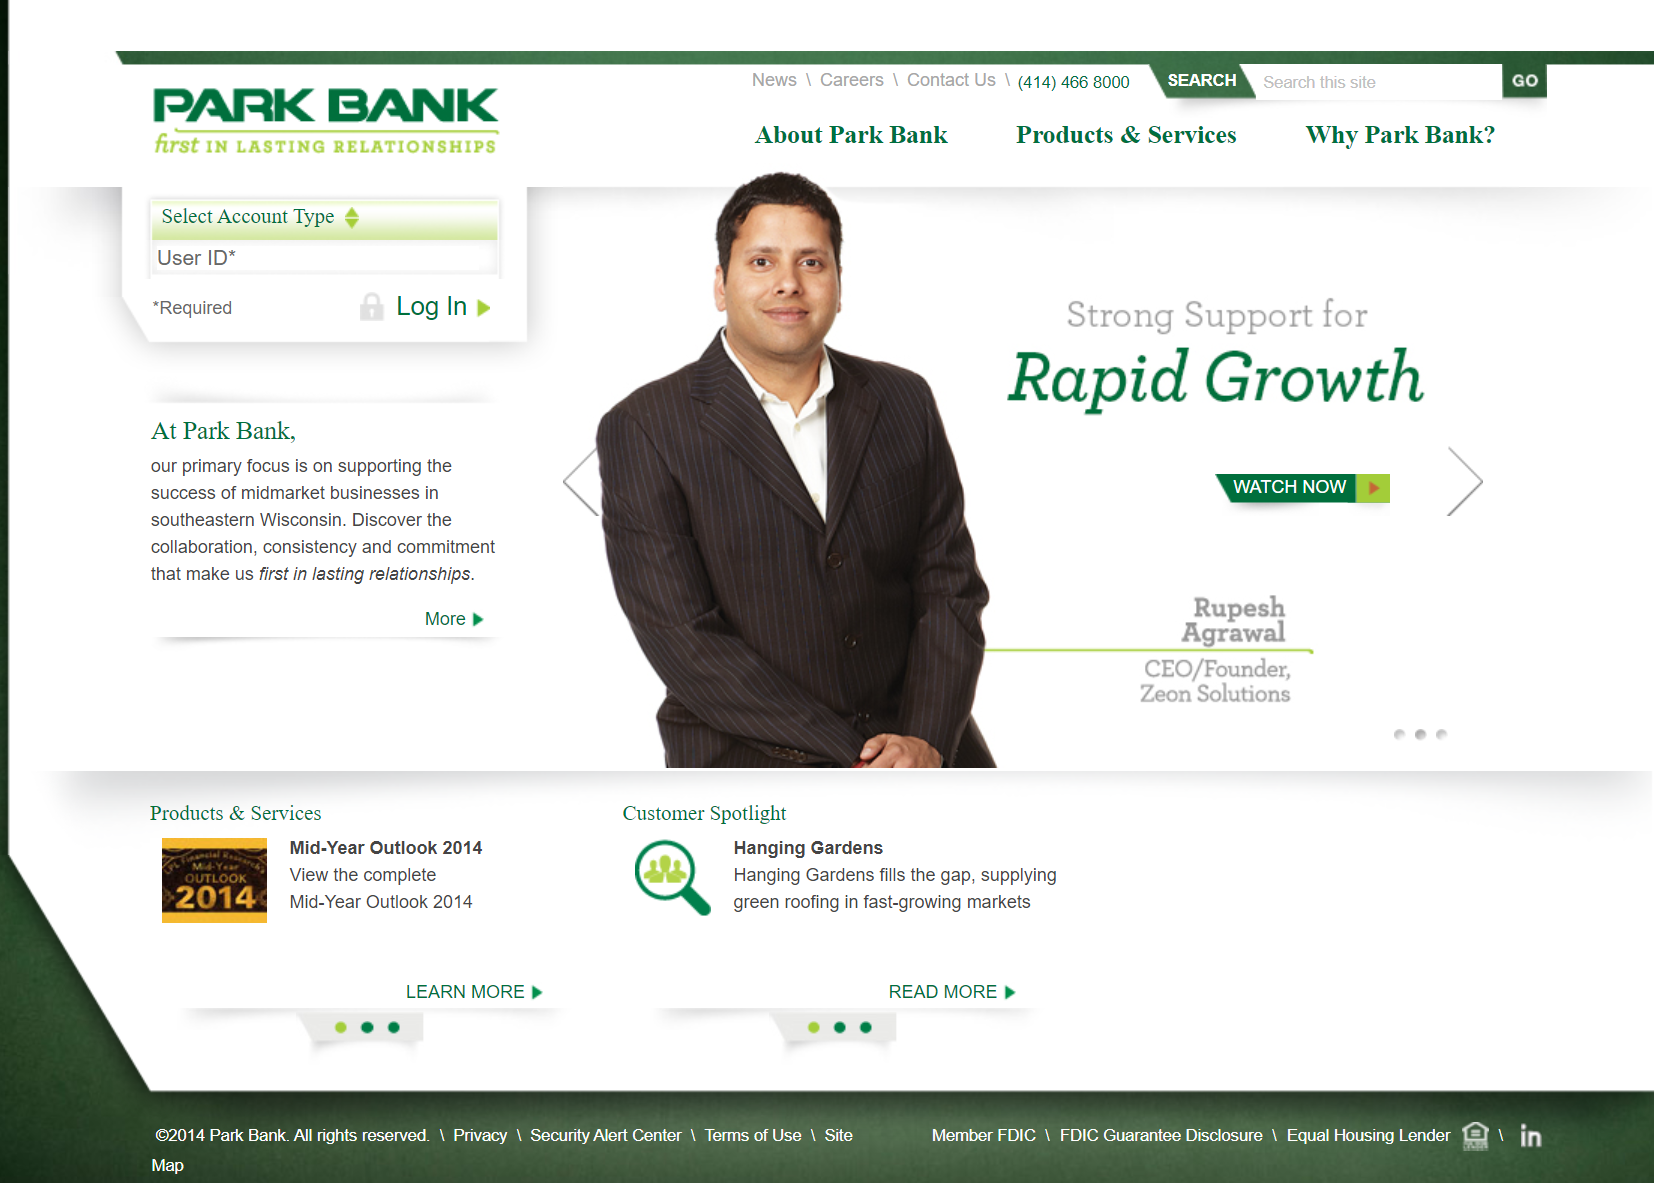 News \ Careers \ Contact Us \ (414) 466 8000
SEARCH
Search this site
GO
PARK BANK
first IN LASTING RELATIONSHIPS
About Park Bank
Products & Services
Why Park Bank?
Select Account Type
User ID*
*Required
Log In
At Park Bank,
our primary focus is on supporting the
success of midmarket businesses in
southeastern Wisconsin. Discover the
collaboration, consistency and commitment
that make us first in lasting relationships.
More
Strong Support for
Rapid Growth
WATCH NOW
Rupesh
Agrawal
CEO/Founder,
Zeon Solutions
Products & Services
LPL Financial Research
Mid-Year
OUTLOOK
2014
Mid-Year Outlook 2014
View the complete
Mid-Year Outlook 2014
LEARN MORE
Customer Spotlight
Hanging Gardens
Hanging Gardens fills the gap, supplying
green roofing in fast-growing markets
READ MORE
©2014 Park Bank. All rights reserved. \ Privacy \ Security Alert Center \ Terms of Use \ Site
Map
Member FDIC \ FDIC Guarantee Disclosure \ Equal Housing Lender \ in